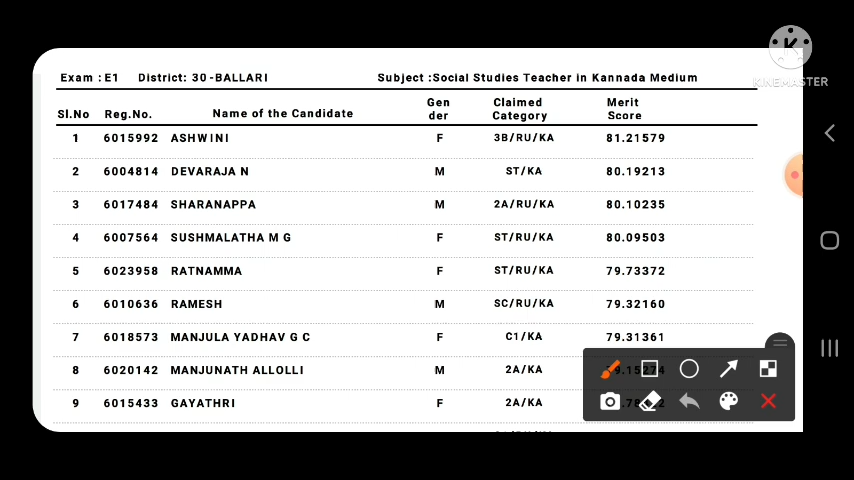 Exam : E1 District: 30 -BALLARI Subject :Social Studies Teacher in Kannada Medium
Sl.No Reg.No. Name of the Candidate Gen der Claimed Category Merit Score
1 6015992 ASHWINI F 3B/RU/KA 81.21579
2 6004814 DEVARAJA N M ST/KA 80.19213
3 6017484 SHARANAPPA M 2A/RU/KA 80.10235
4 6007564 SUSHMALATHA M G F ST/RU/KA 80.09503
5 6023958 RATNAMMA F ST/RU/KA 79.73372
6 6010636 RAMESH M SC/RU/KA 79.32160
7 6018573 MANJULA YADHAV G C F C1/KA 79.31361
8 6020142 MANJUNATH ALLOLLI M 2A/KA
9 6015433 GAYATHRI F 2A/KA
KINEMASTER